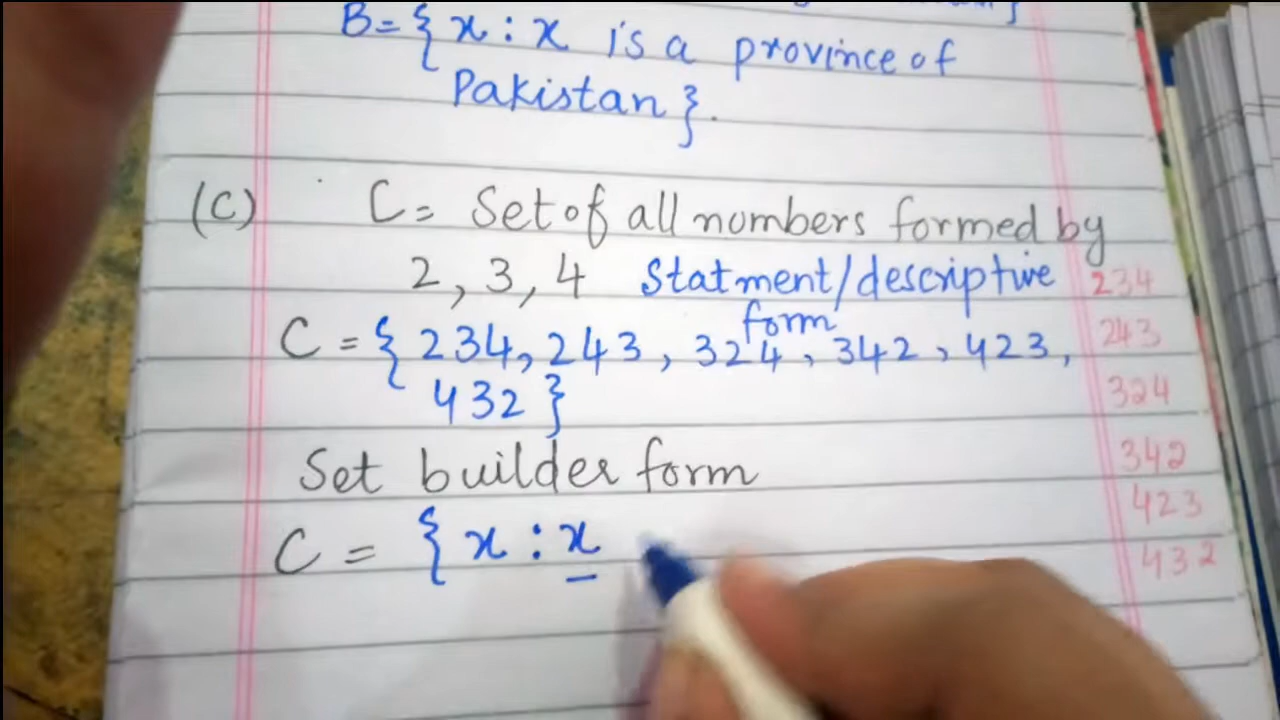 B={x : x is a province of
Pakistan}.
(C) C= Set of all numbers formed by
2, 3, 4 Statment/descriptive
form
C={234, 243, 324, 342, 423,
432}
Set builder form
C = {x : x
234
243
324
342
423
432